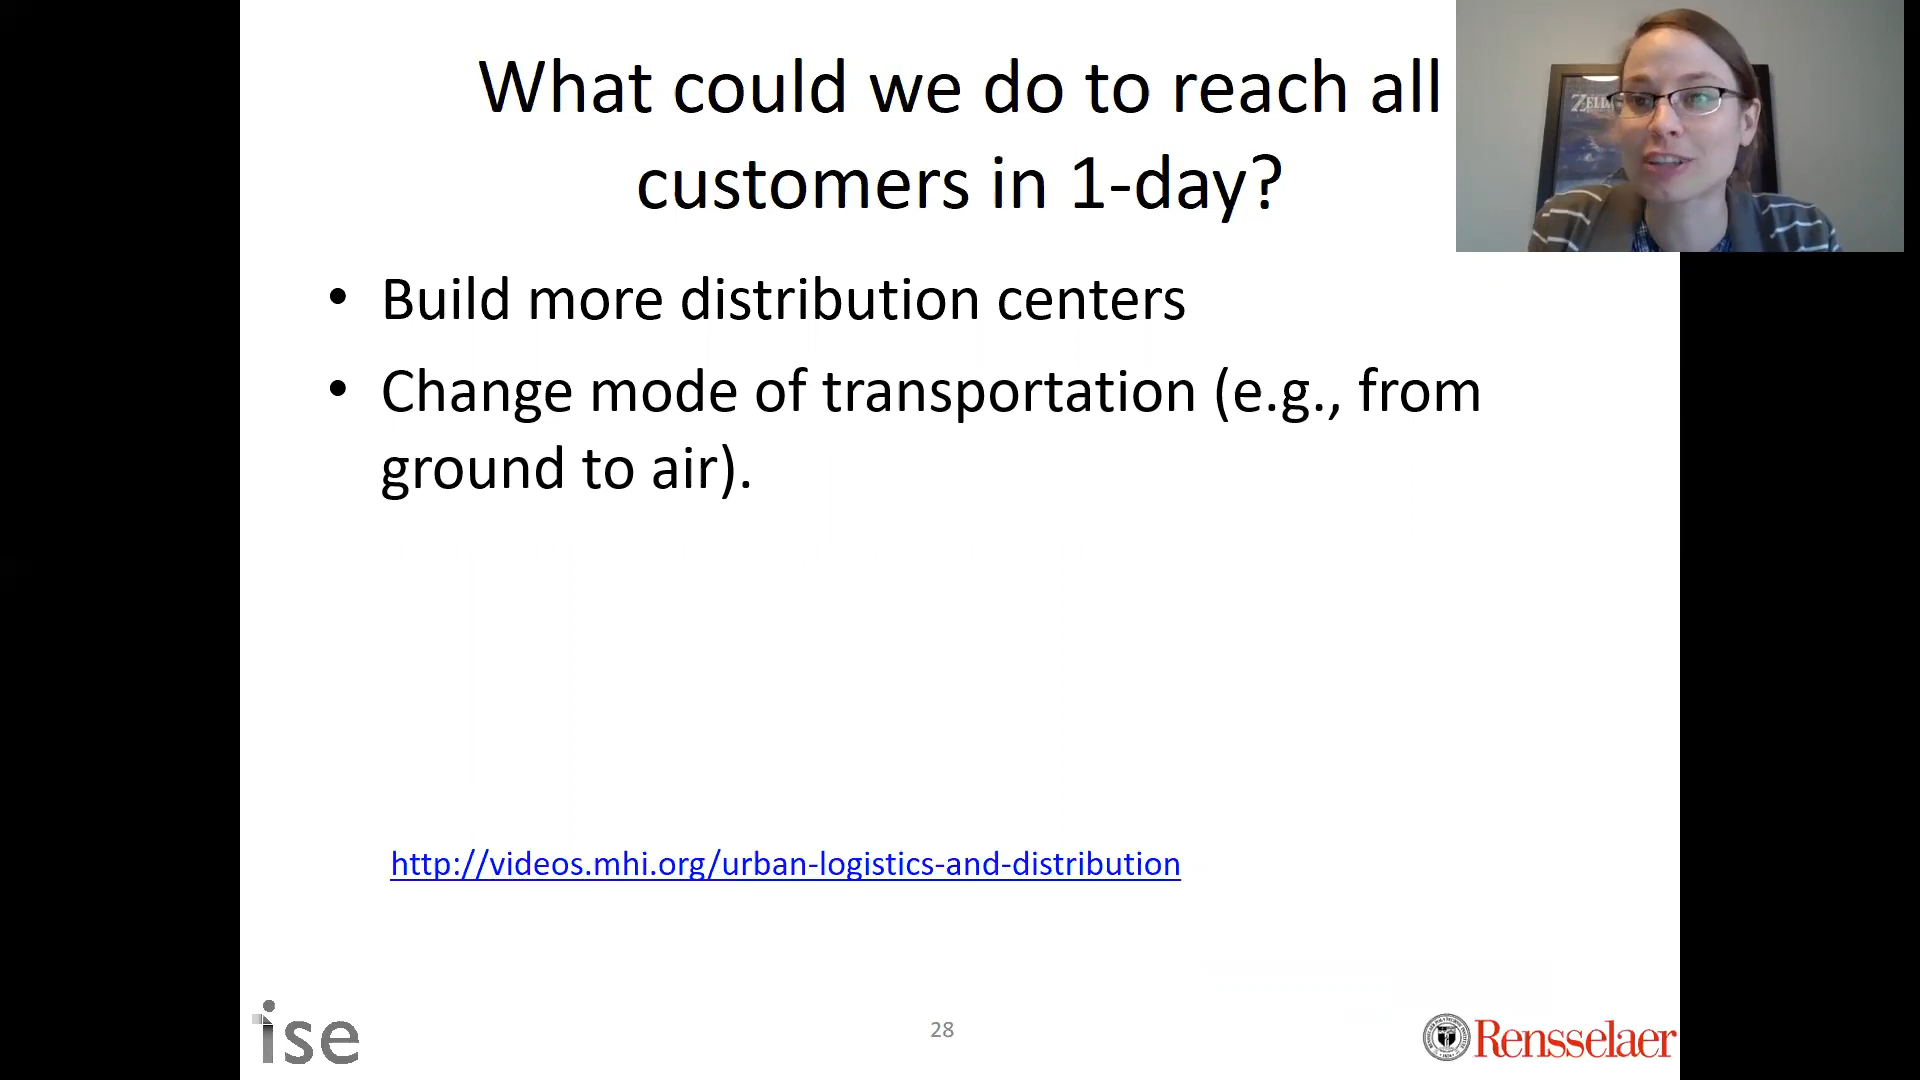 What could we do to reach all
customers in 1-day?
ZELD
• Build more distribution centers
• Change mode of transportation (e.g., from
ground to air).
http://videos.mhi.org/urban-logistics-and-distribution
ise
28
Rensselaer